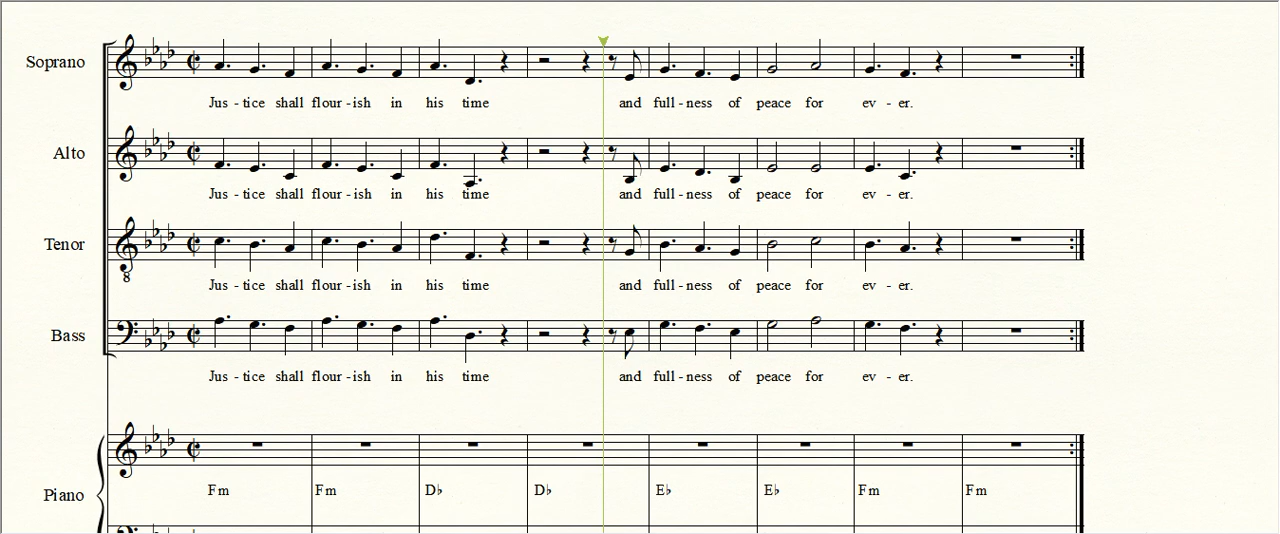 Soprano
Jus - tice shall flour - ish in his time and full - ness of peace for ev - er.
Alto
Jus - tice shall flour - ish in his time and full - ness of peace for ev - er.
Tenor
8
Jus - tice shall flour - ish in his time and full - ness of peace for ev - er.
Bass
Jus - tice shall flour - ish in his time and full - ness of peace for ev - er.
Piano
Fm Fm D♭ D♭ E♭ E♭ Fm Fm